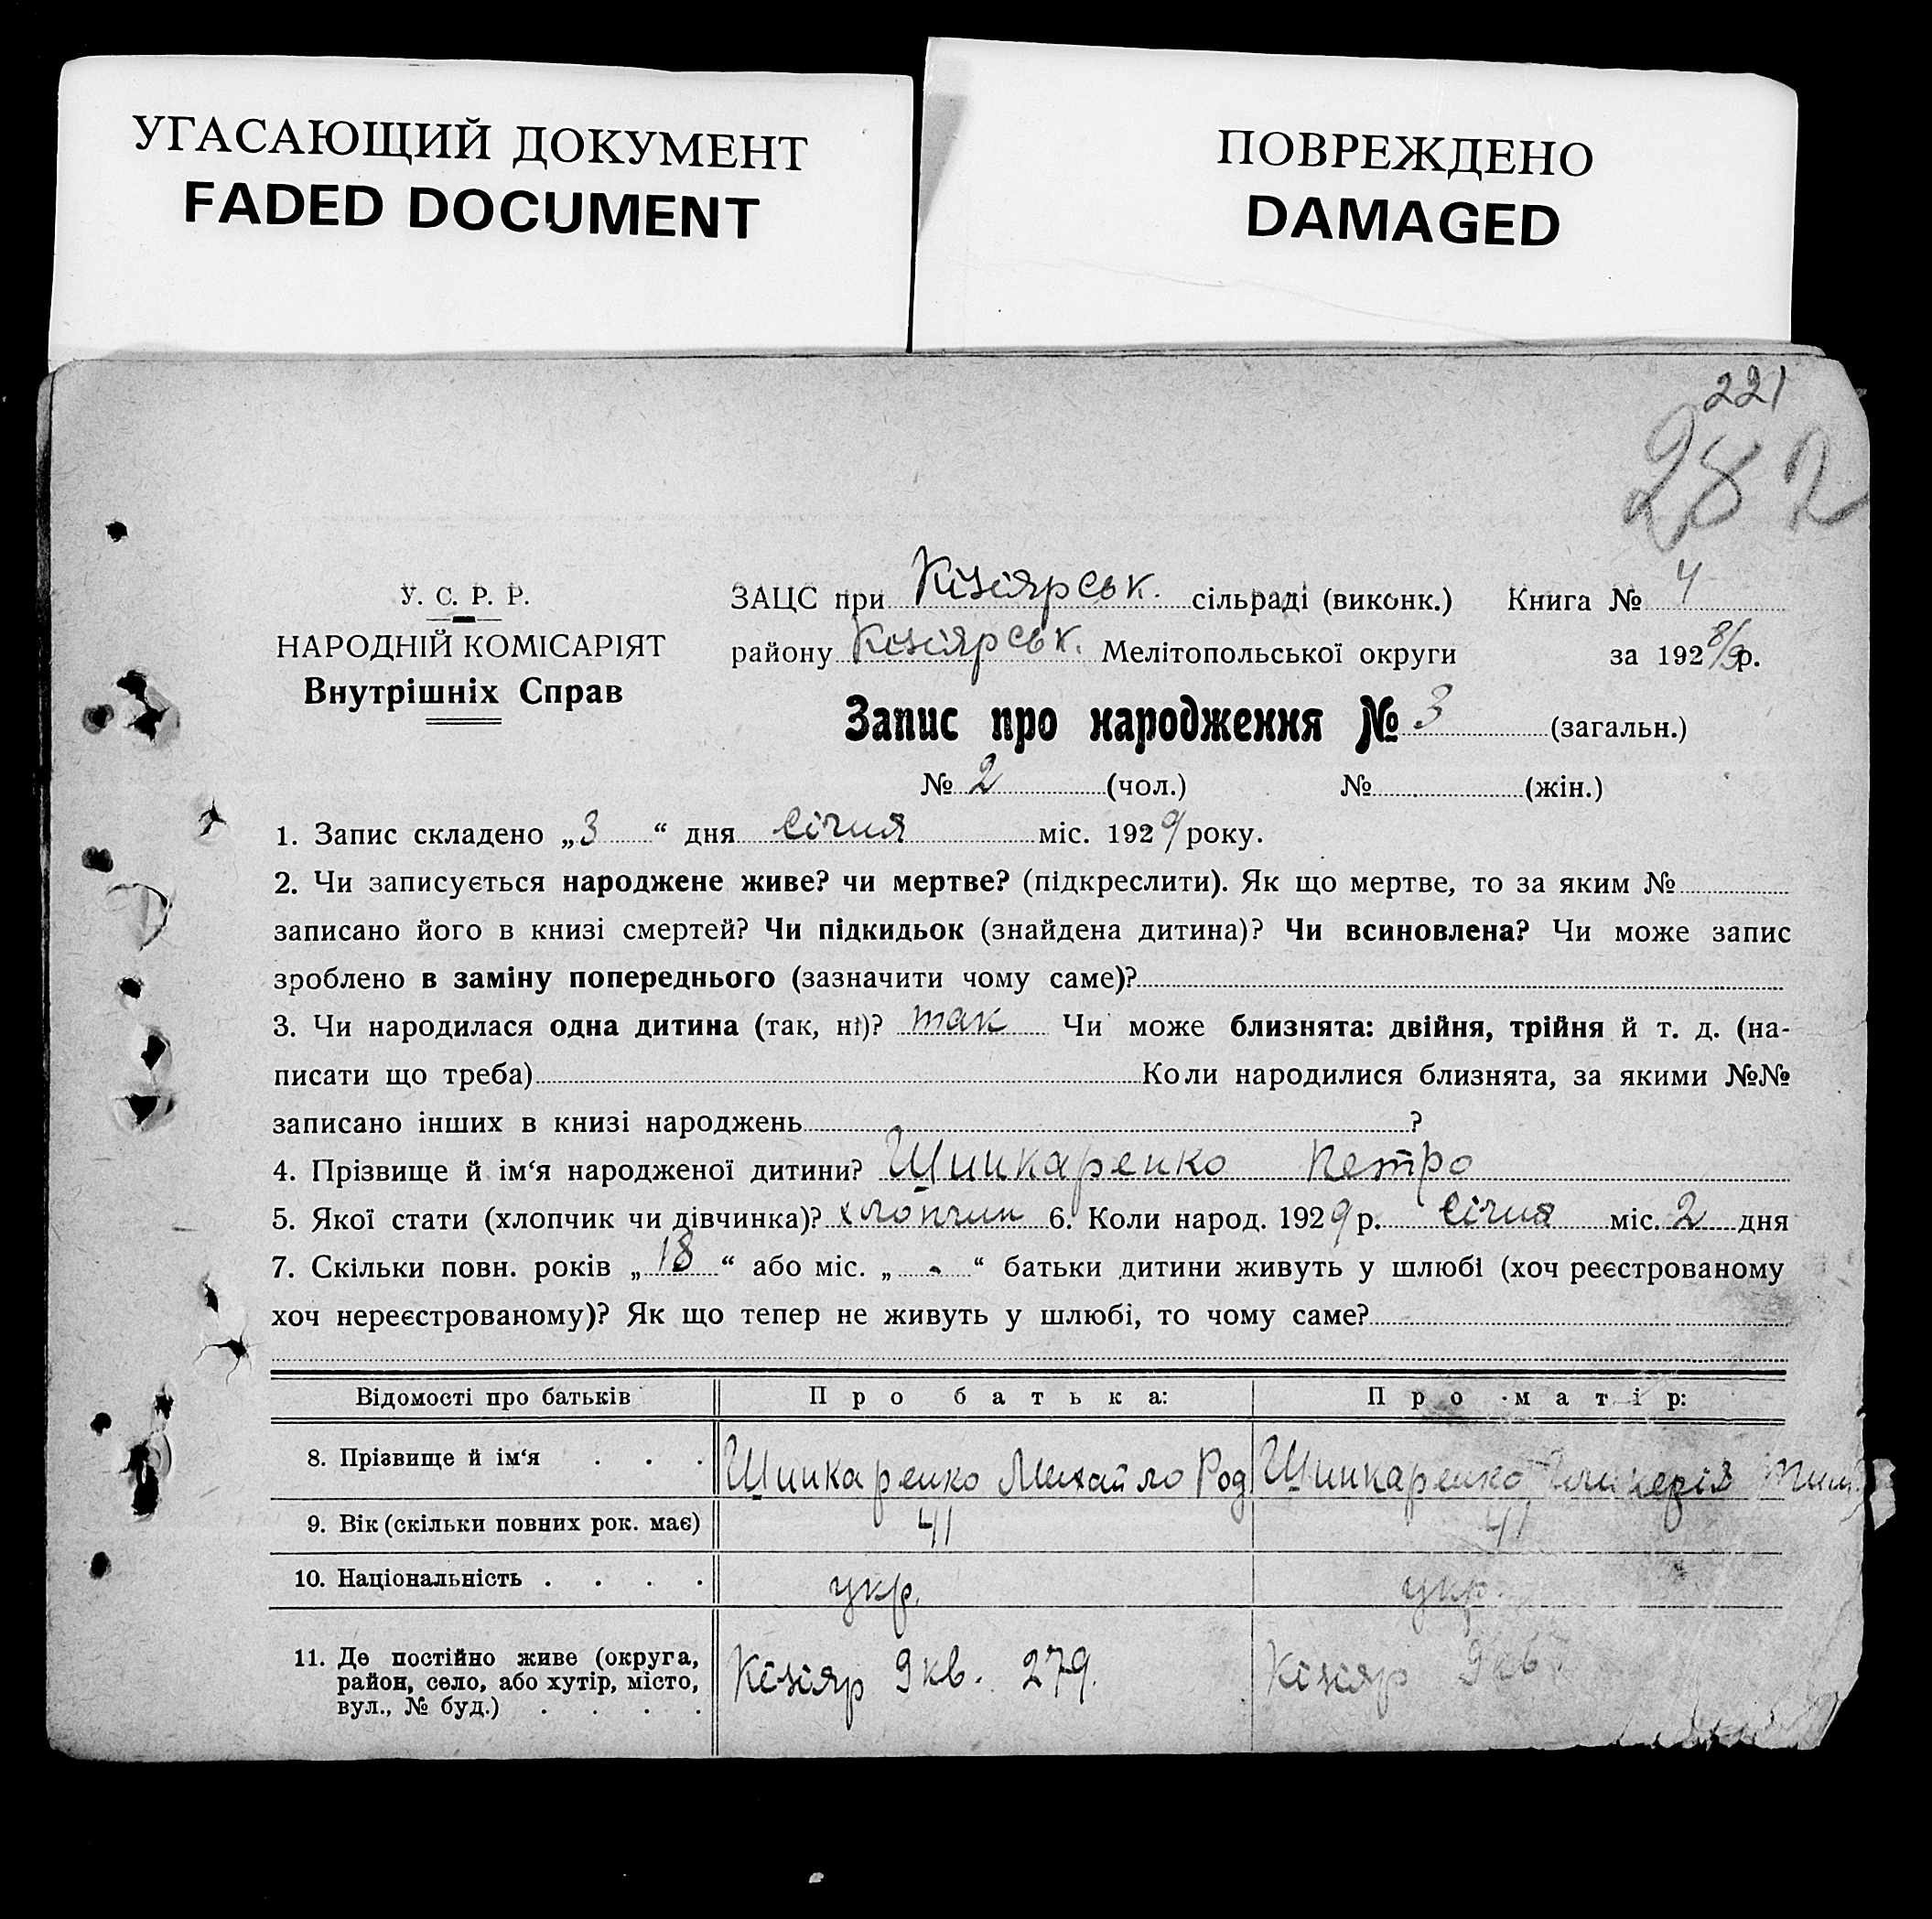 УГАСАЮЩИЙ ДОКУМЕНТ
FADED DOCUMENT
ПОВРЕЖДЕНО
DAMAGED
221
282
У. С. Р. Р.
НАРОДНІЙ КОМІСАРІЯТ
Внутрішніх Справ
ЗАЦС при Кізіярськ. сільраді (виконк.) Книга № 4
району Кізіярськ. Мелітопольської округи за 1928/9р.
Запис про народження № 3 (загальн.)
№ 2 (чол.) № (жін.)
1. Запис складено „3“ дня січня міс. 1929 року.
2. Чи записується народжене живе? чи мертве? (підкреслити). Як що мертве, то за яким №
записано його в книзі смертей? Чи підкидьок (знайдена дитина)? Чи всиновлена? Чи може запис
зроблено в заміну попереднього (зазначити чому саме)?
3. Чи народилася одна дитина (так, ні)? так Чи може близнята: двійня, трійня й т. д. (на-
писати що треба) Коли народилися близнята, за якими №№
записано інших в книзі народжень ?
4. Прізвище й ім‘я народженої дитини? Шинкаренко Петро
5. Якої стати (хлопчик чи дівчинка)? хлопчик 6. Коли народ. 1929 р. січня міс. 2 дня
7. Скільки повн. років „18“ або міс. „-“ батьки дитини живуть у шлюбі (хоч реєстрованому
хоч нереєстрованому)? Як що тепер не живуть у шлюбі, то чому саме?
Відомості про батьків Про батька: Про матір:
8. Прізвище й ім‘я . . . Шинкаренко Михайло Род Шинкаренко
9. Вік (скільки повних рок. має) 41 41
10. Національність . . . . укр. укр.
11. Де постійно живе (округа,
район, село, або хутір, місто,
вул., № буд.) . . . .
Кізіяр 9кв. 279. Кізіяр 9кв.